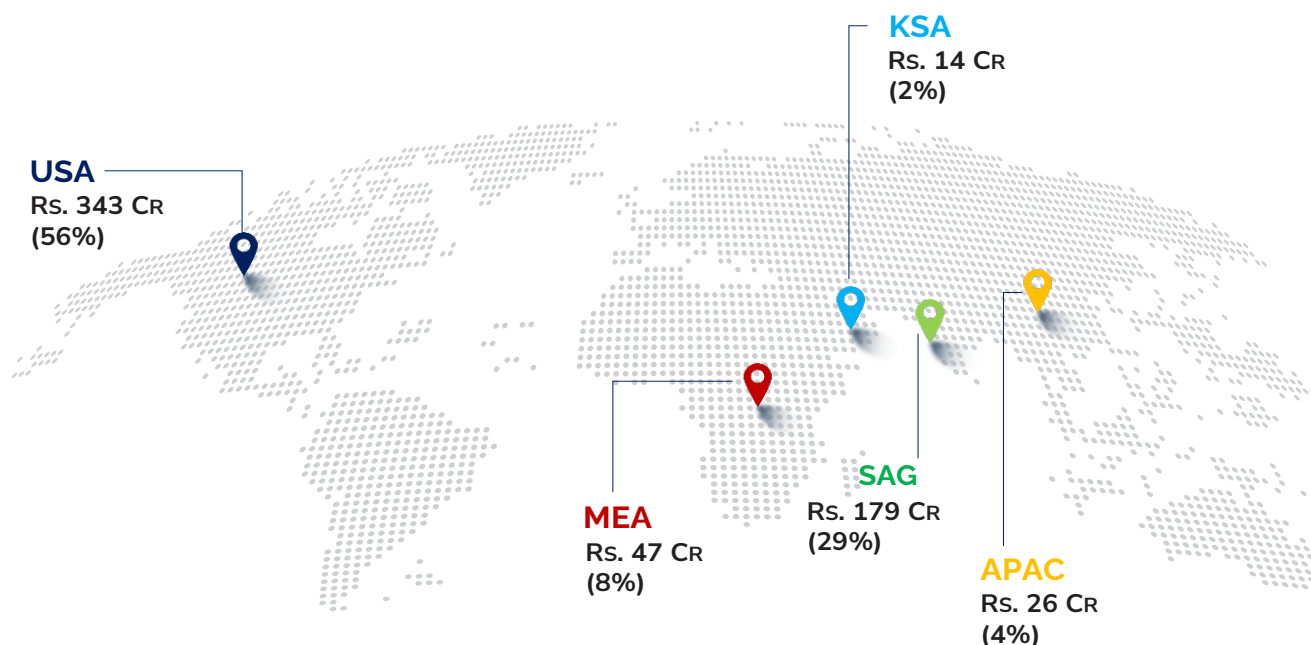 KSA
Rs. 14 Cr
(2%)
USA
Rs. 343 Cr
(56%)
SAG
Rs. 179 Cr
(29%)
MEA
Rs. 47 Cr
(8%)
APAC
Rs. 26 Cr
(4%)